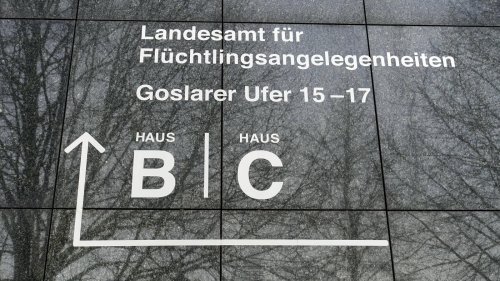 Landesamt für
Flüchtlingsangelegenheiten
Goslarer Ufer 15–17
HAUS HAUS
B | C